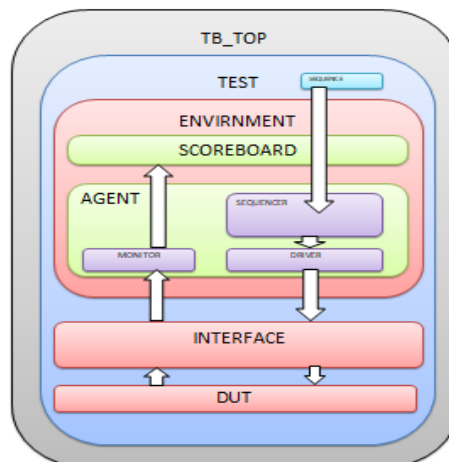 TB_TOP
TEST
SEQUENCE
ENVIRNMENT
SCOREBOARD
AGENT
SEQUENCER
MONITOR
DRIVER
INTERFACE
DUT